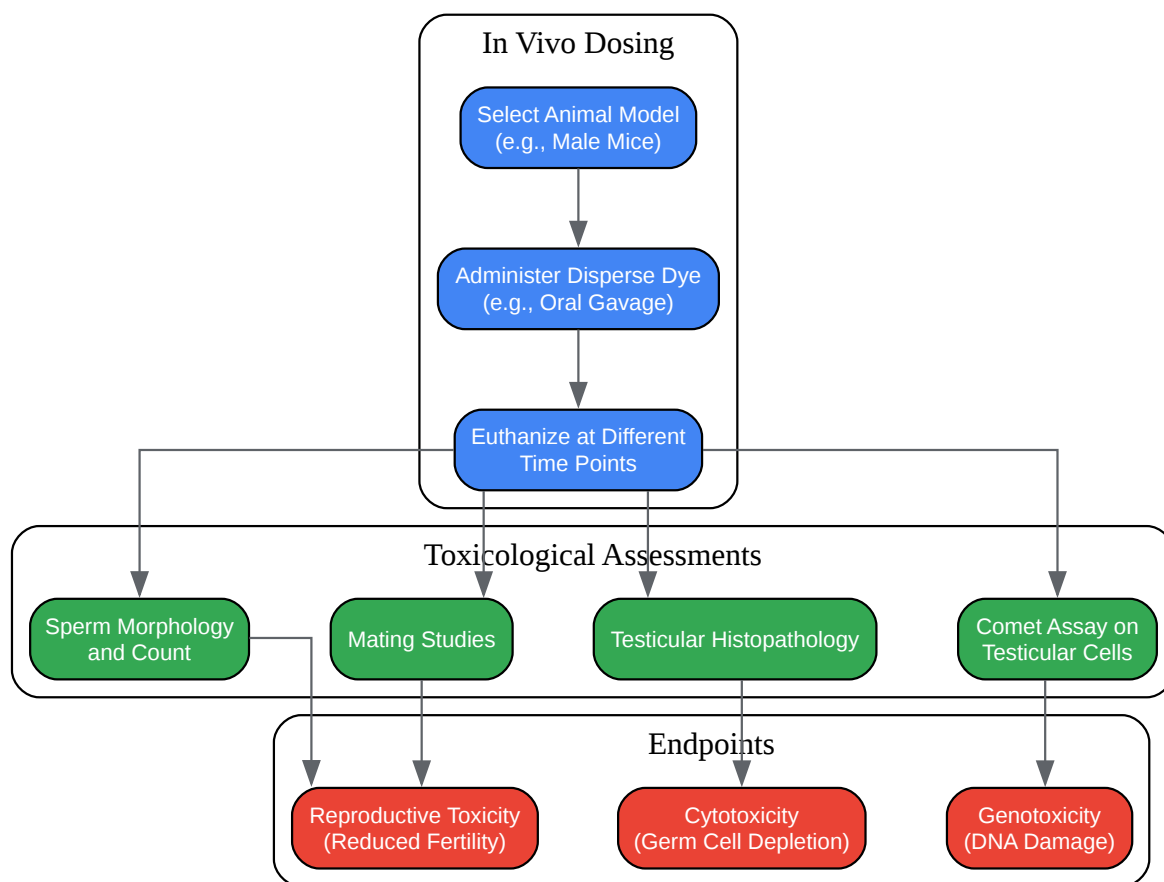 In Vivo Dosing
Select Animal Model
(e.g., Male Mice)
Administer Disperse Dye
(e.g., Oral Gavage)
Euthanize at Different
Time Points
Toxicological Assessments
Sperm Morphology
and Count
Mating Studies
Testicular Histopathology
Comet Assay on
Testicular Cells
Endpoints
Reproductive Toxicity
(Reduced Fertility)
Cytotoxicity
(Germ Cell Depletion)
Genotoxicity
(DNA Damage)